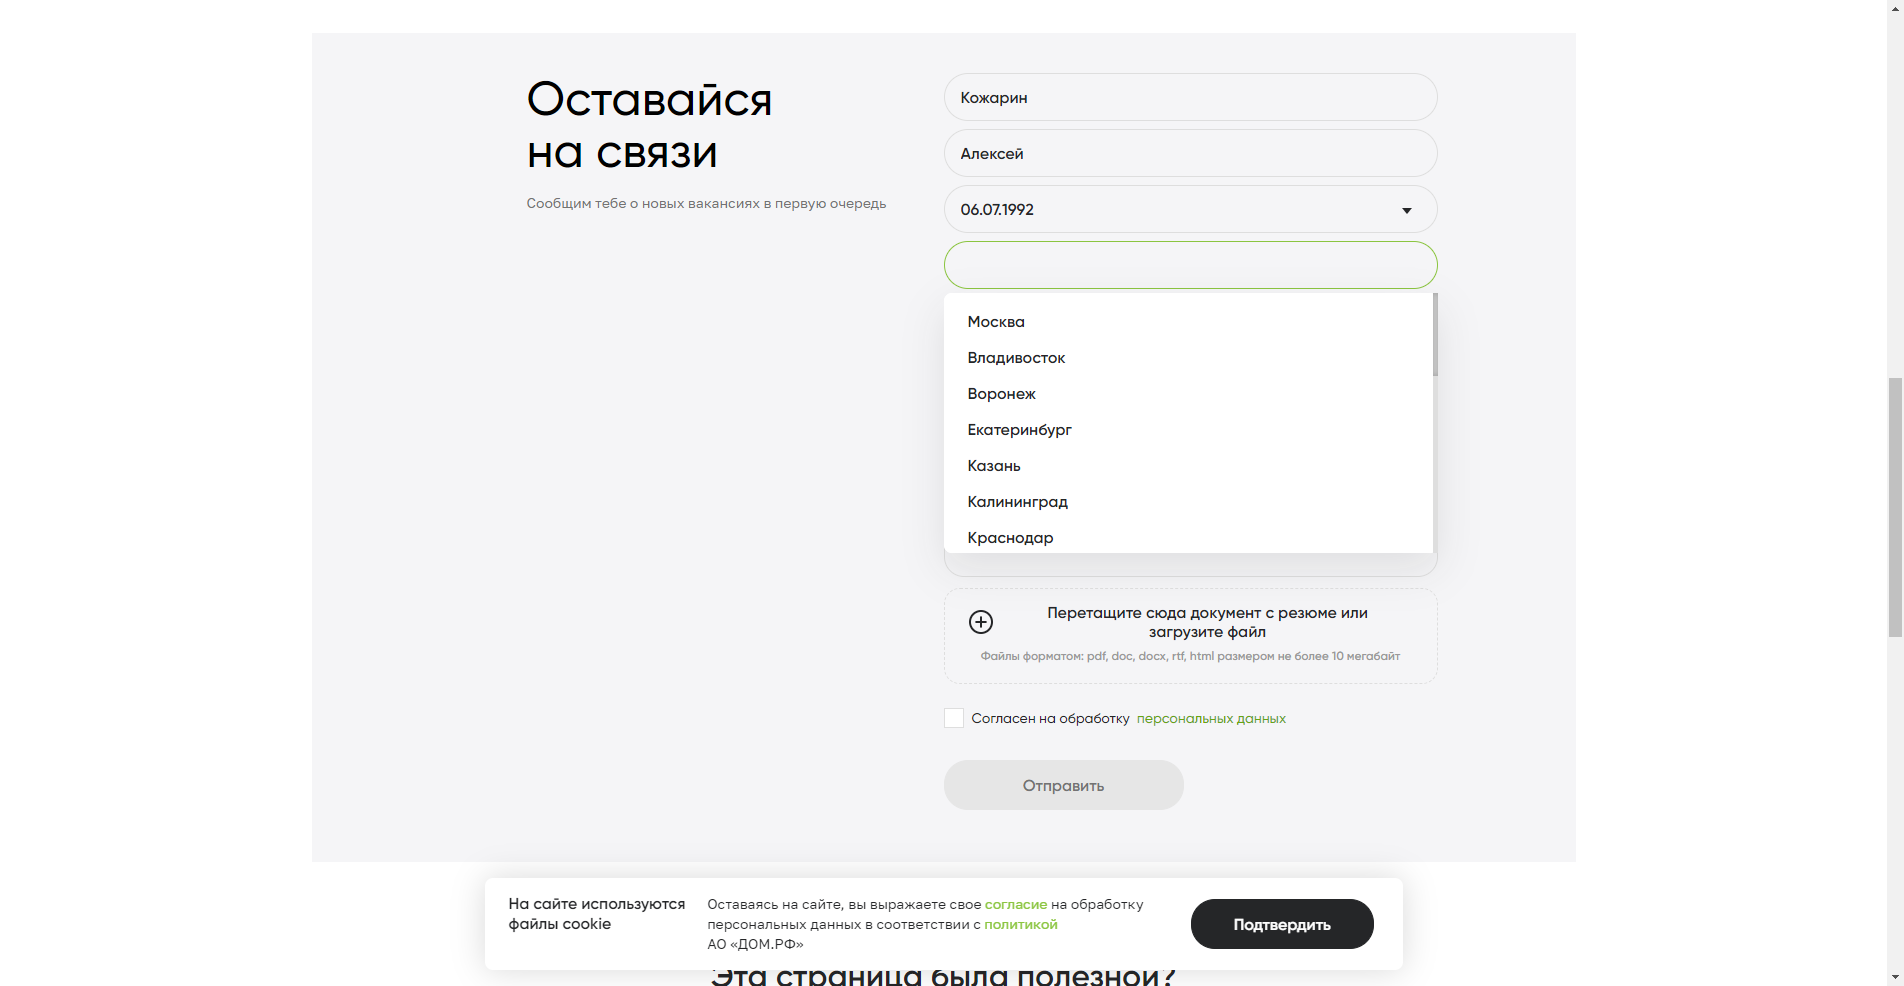 Оставайся
на связи
Сообщим тебе о новых вакансиях в первую очередь
Кожарин
Алексей
06.07.1992
Москва
Владивосток
Воронеж
Екатеринбург
Казань
Калининград
Краснодар
Перетащите сюда документ с резюме или
загрузите файл
Файлы форматом: pdf, doc, docx, rtf, html размером не более 10 мегабайт
Согласен на обработку персональных данных
Отправить
На сайте используются
файлы cookie
Оставаясь на сайте, вы выражаете свое согласие на обработку
персональных данных в соответствии с политикой
АО «ДОМ.РФ»
Подтвердить
Эта страница была полезной?